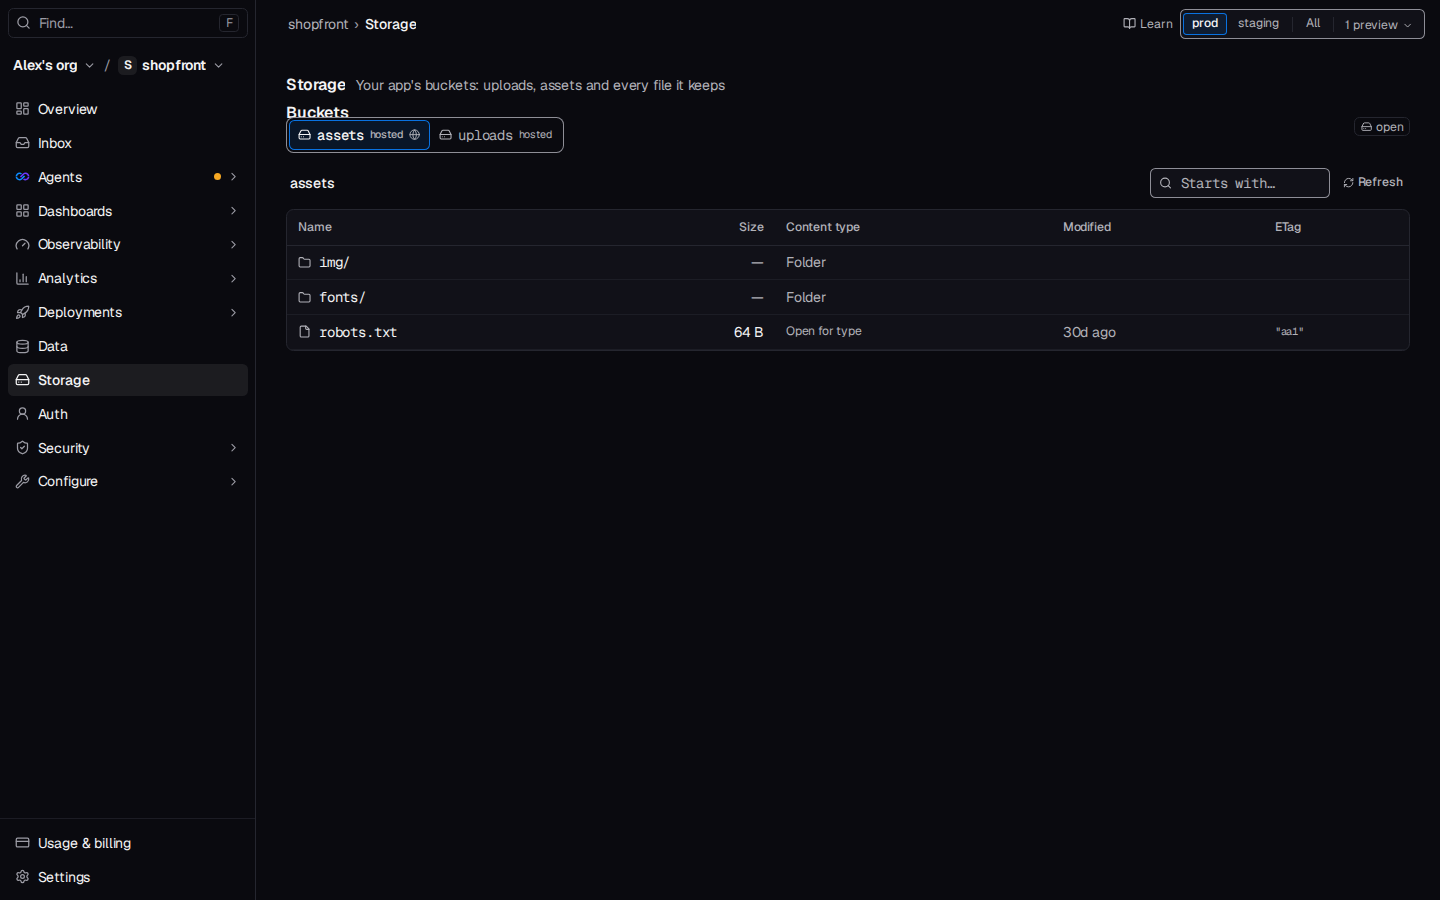 Find... F
Alex's org / S shopfront
Overview
Inbox
Agents
Dashboards
Observability
Analytics
Deployments
Data
Storage
Auth
Security
Configure
Usage & billing
Settings
shopfront › Storage
Learn prod staging All 1 preview
Storage Your app's buckets: uploads, assets and every file it keeps
Buckets
assets hosted uploads hosted
open
assets
Starts with... Refresh
Name Size Content type Modified ETag
img/ — Folder
fonts/ — Folder
robots.txt 64 B Open for type 30d ago "aa1"